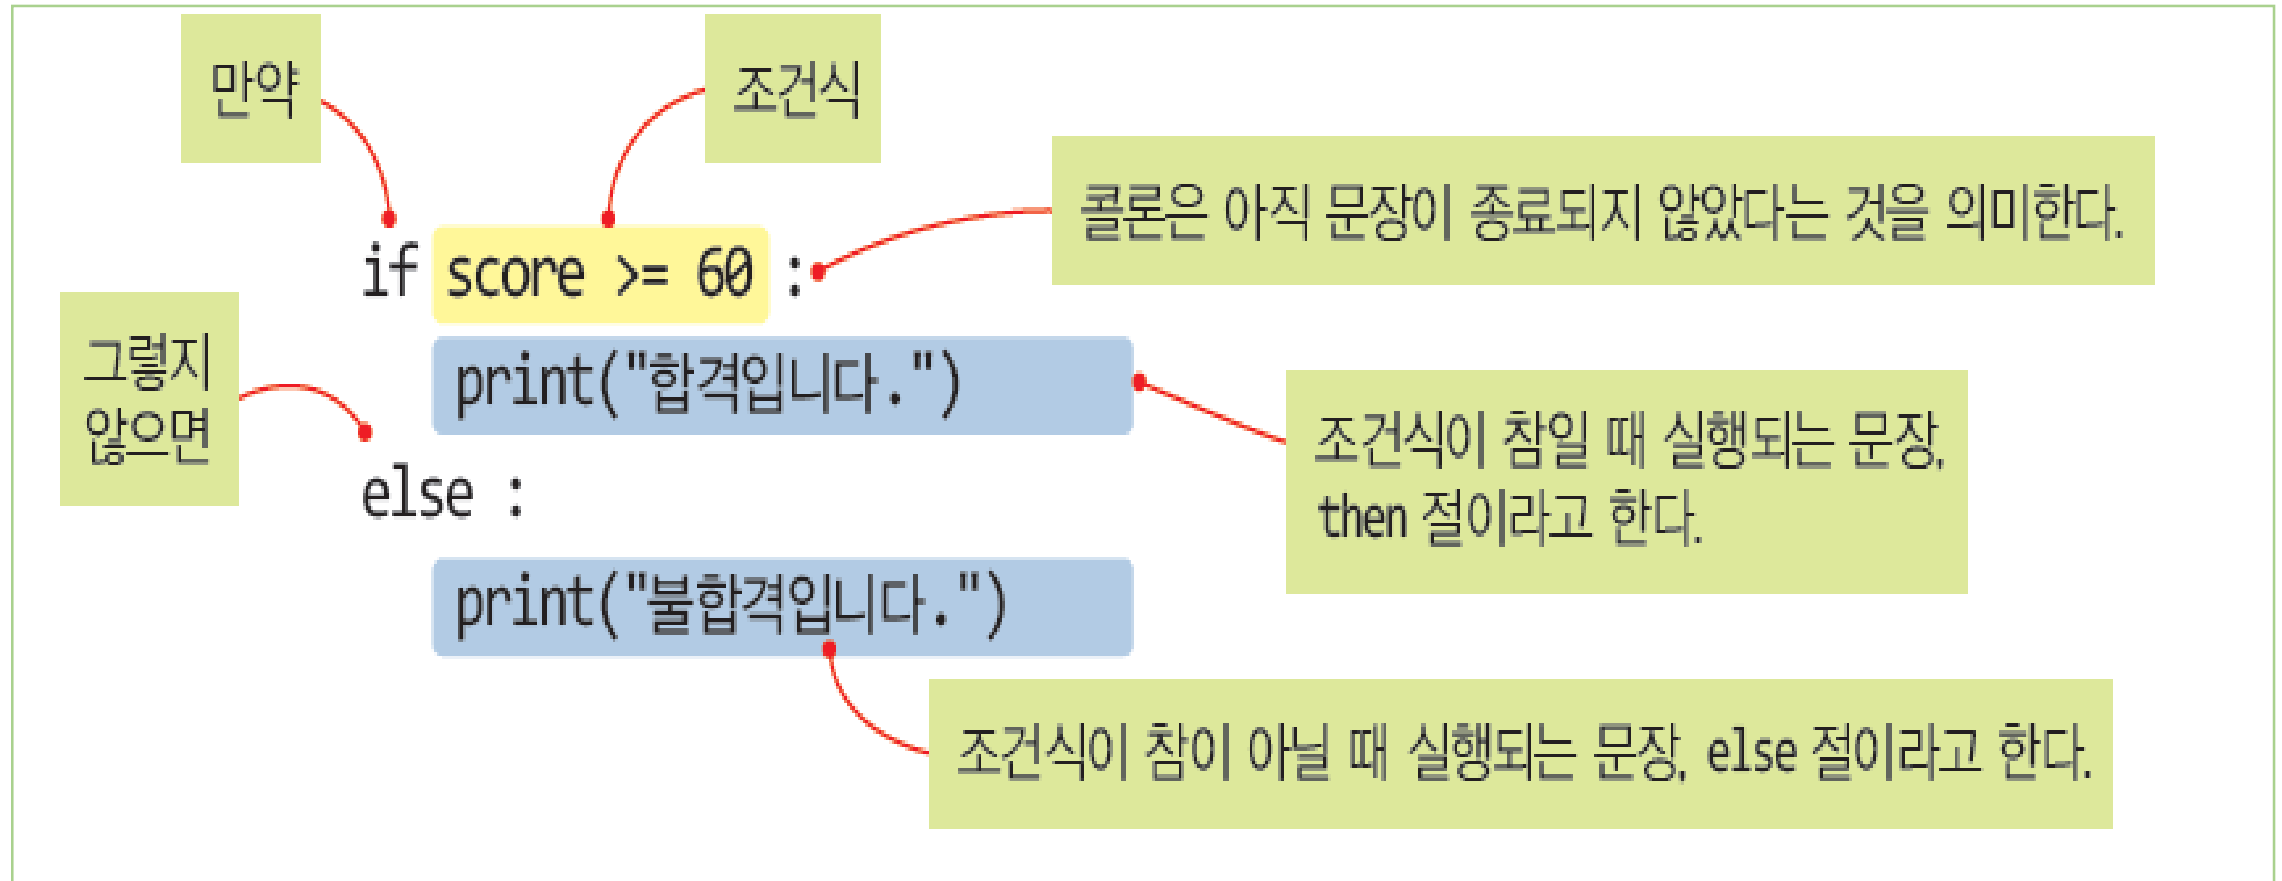 만약
조건식
콜론은 아직 문장이 종료되지 않았다는 것을 의미한다.
if score >= 60 :
그렇지
않으면
print("합격입니다.")
조건식이 참일 때 실행되는 문장,
then 절이라고 한다.
else :
print("불합격입니다.")
조건식이 참이 아닐 때 실행되는 문장, else 절이라고 한다.